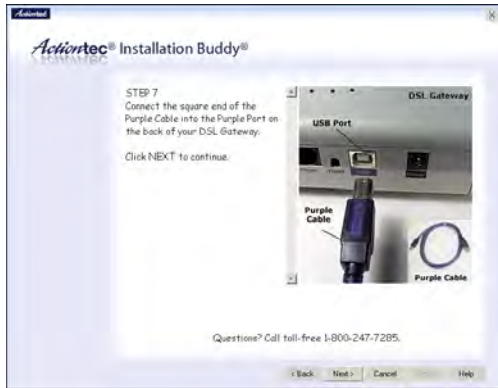 Actiontec
Actiontec® Installation Buddy®
STEP 7
Connect the square end of the
Purple Cable into the Purple Port on
the back of your DSL Gateway.
Click NEXT to continue.
DSL Gateway
USB Port
Purple
Cable
Purple Cable
Questions? Call toll-free 1-800-247-7285.
< Back Next > Cancel Help